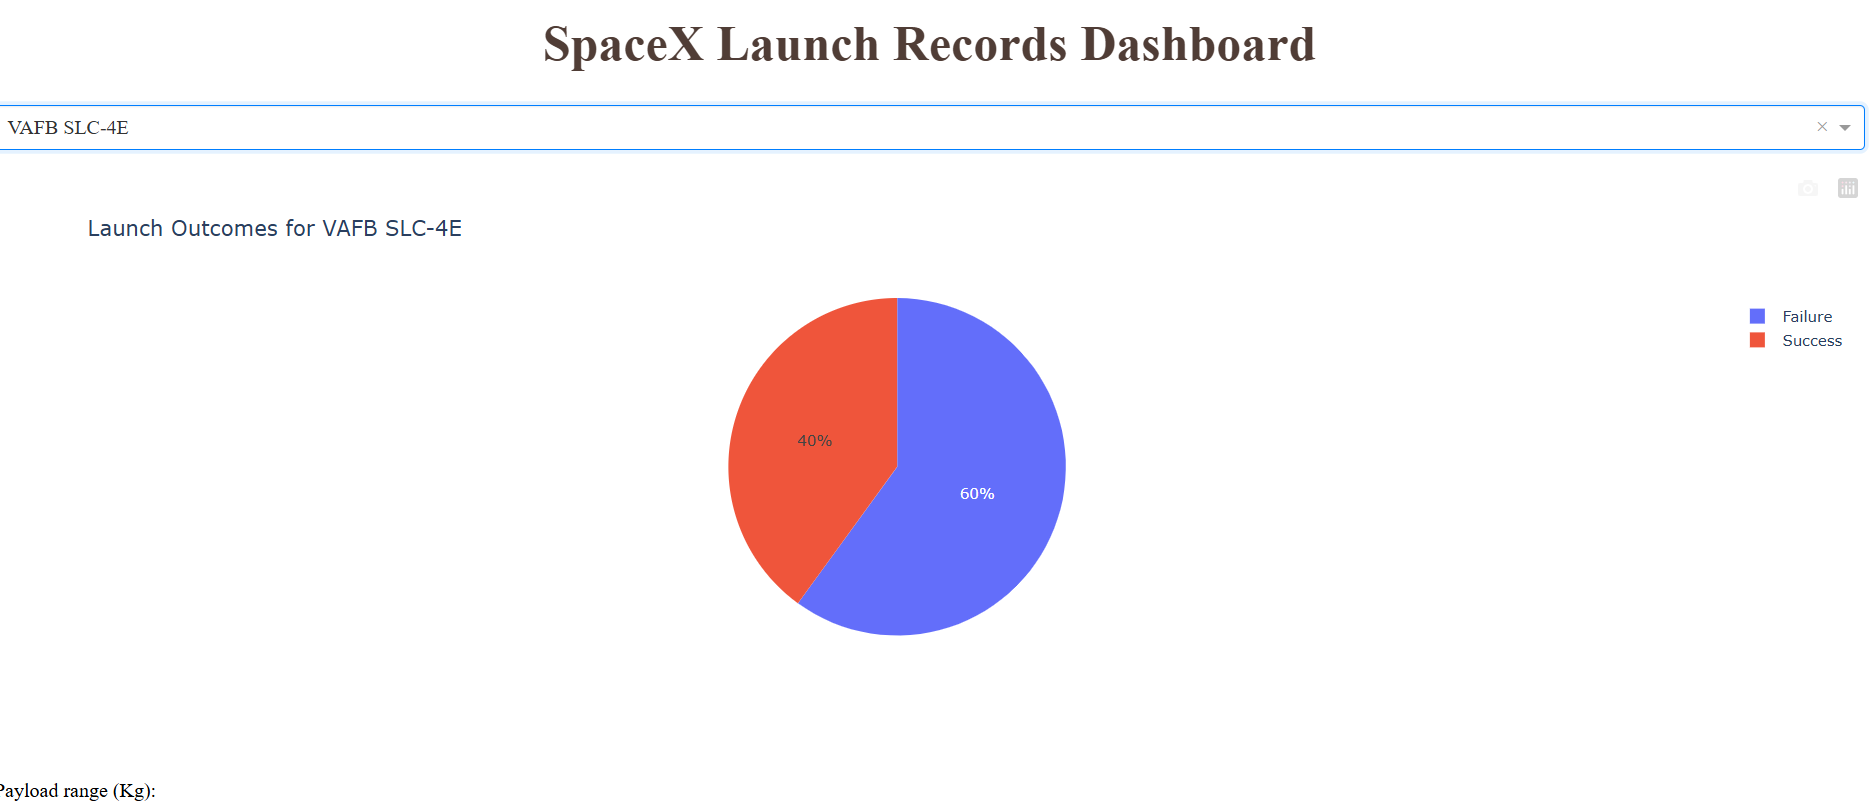 SpaceX Launch Records Dashboard
VAFB SLC-4E
Launch Outcomes for VAFB SLC-4E
Failure
Success
40%
60%
Payload range (Kg):